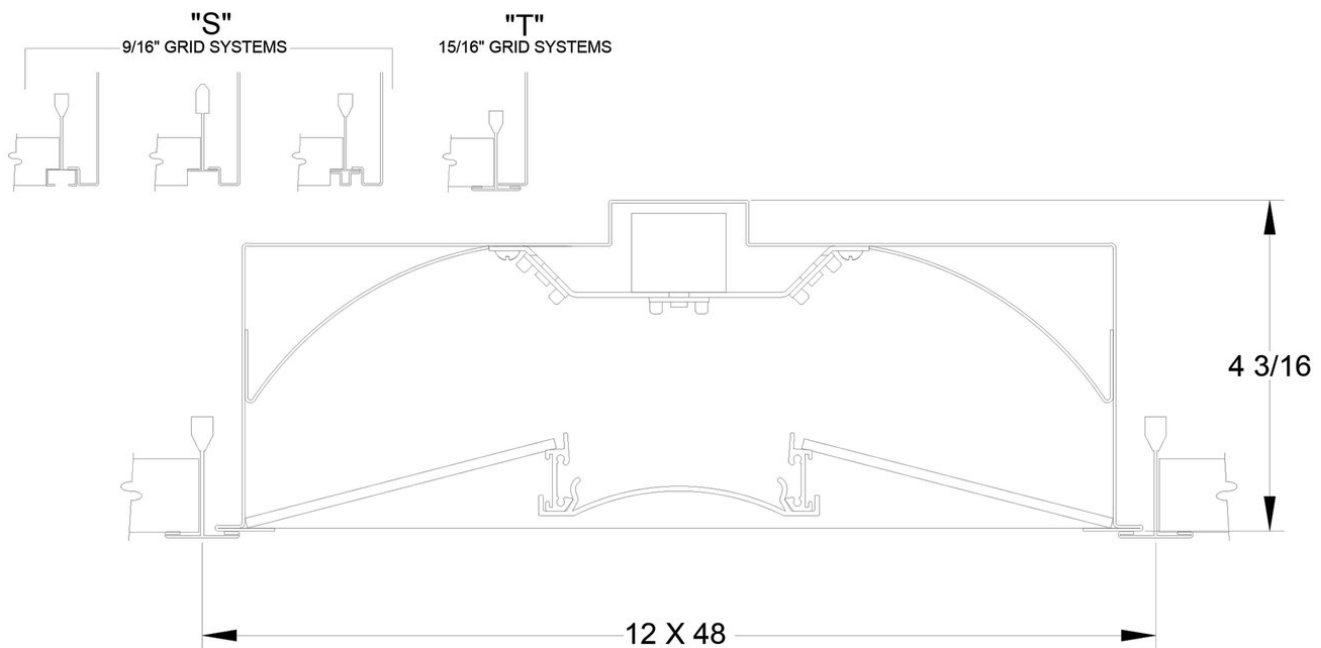 "S"
9/16" GRID SYSTEMS
"T"
15/16" GRID SYSTEMS
4 3/16
12 X 48